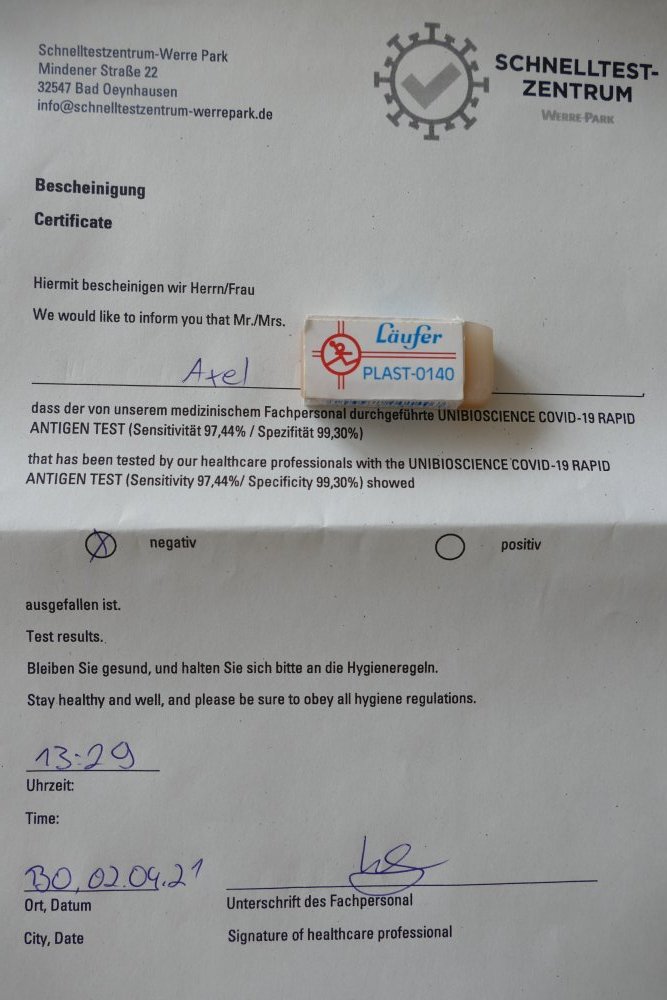 Schnelltestzentrum-Werre Park
Mindener Straße 22
32547 Bad Oeynhausen
info@schnelltestzentrum-werrepark.de
SCHNELLTEST-
ZENTRUM
WERRE-PARK
Bescheinigung
Certificate
Hiermit bescheinigen wir Herrn/Frau
We would like to inform you that Mr./Mrs.
Axel
Läufer
PLAST-0140
dass der von unserem medizinischem Fachpersonal durchgeführte UNIBIOSCIENCE COVID-19 RAPID
ANTIGEN TEST (Sensitivität 97,44% / Spezifität 99,30%)
that has been tested by our healthcare professionals with the UNIBIOSCIENCE COVID-19 RAPID
ANTIGEN TEST (Sensitivity 97,44%/ Specificity 99,30%) showed
X negativ positiv
ausgefallen ist.
Test results.
Bleiben Sie gesund, und halten Sie sich bitte an die Hygieneregeln.
Stay healthy and well, and please be sure to obey all hygiene regulations.
13:29
Uhrzeit:
Time:
BO, 02.04.21
Ort, Datum Unterschrift des Fachpersonal
City, Date Signature of healthcare professional